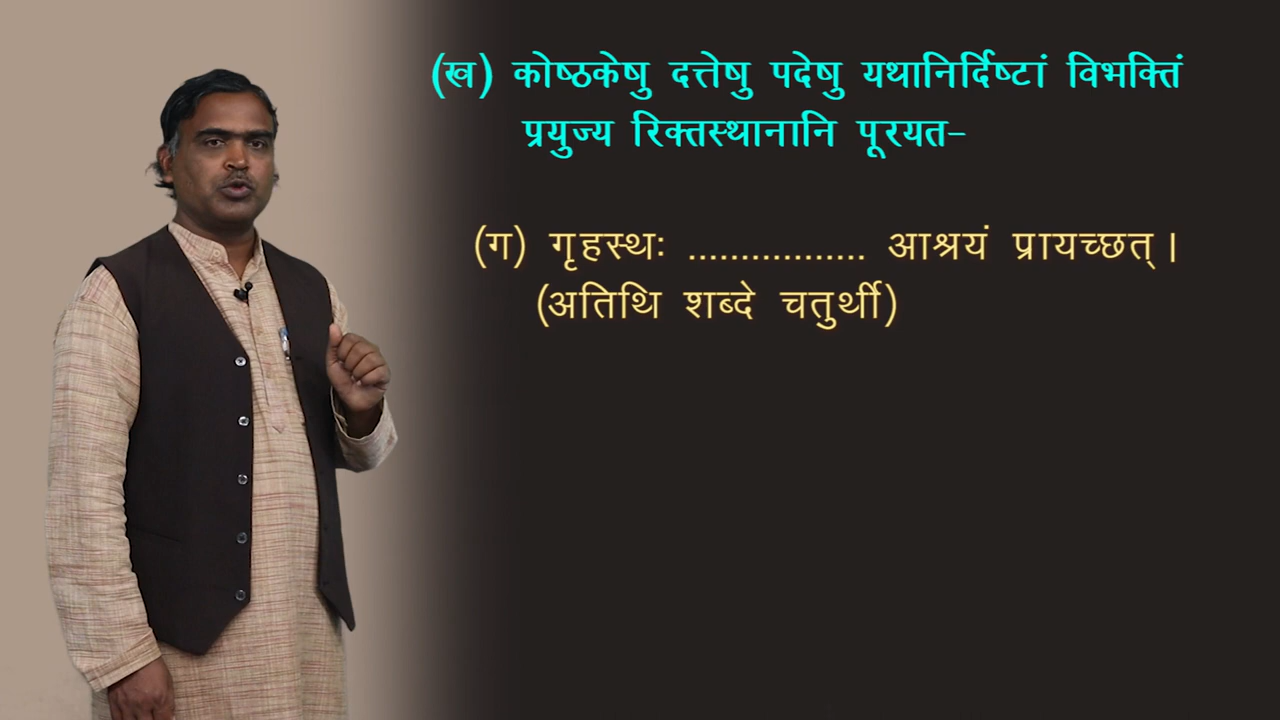 (ख) कोष्ठकेषु दत्तेषु पदेषु यथानिर्दिष्टां विभक्तिं
प्रयुज्य रिक्तस्थानानि पूरयत–
(ग) गृहस्थः ................. आश्रयं प्रायच्छत्।
(अतिथि शब्दे चतुर्थी)